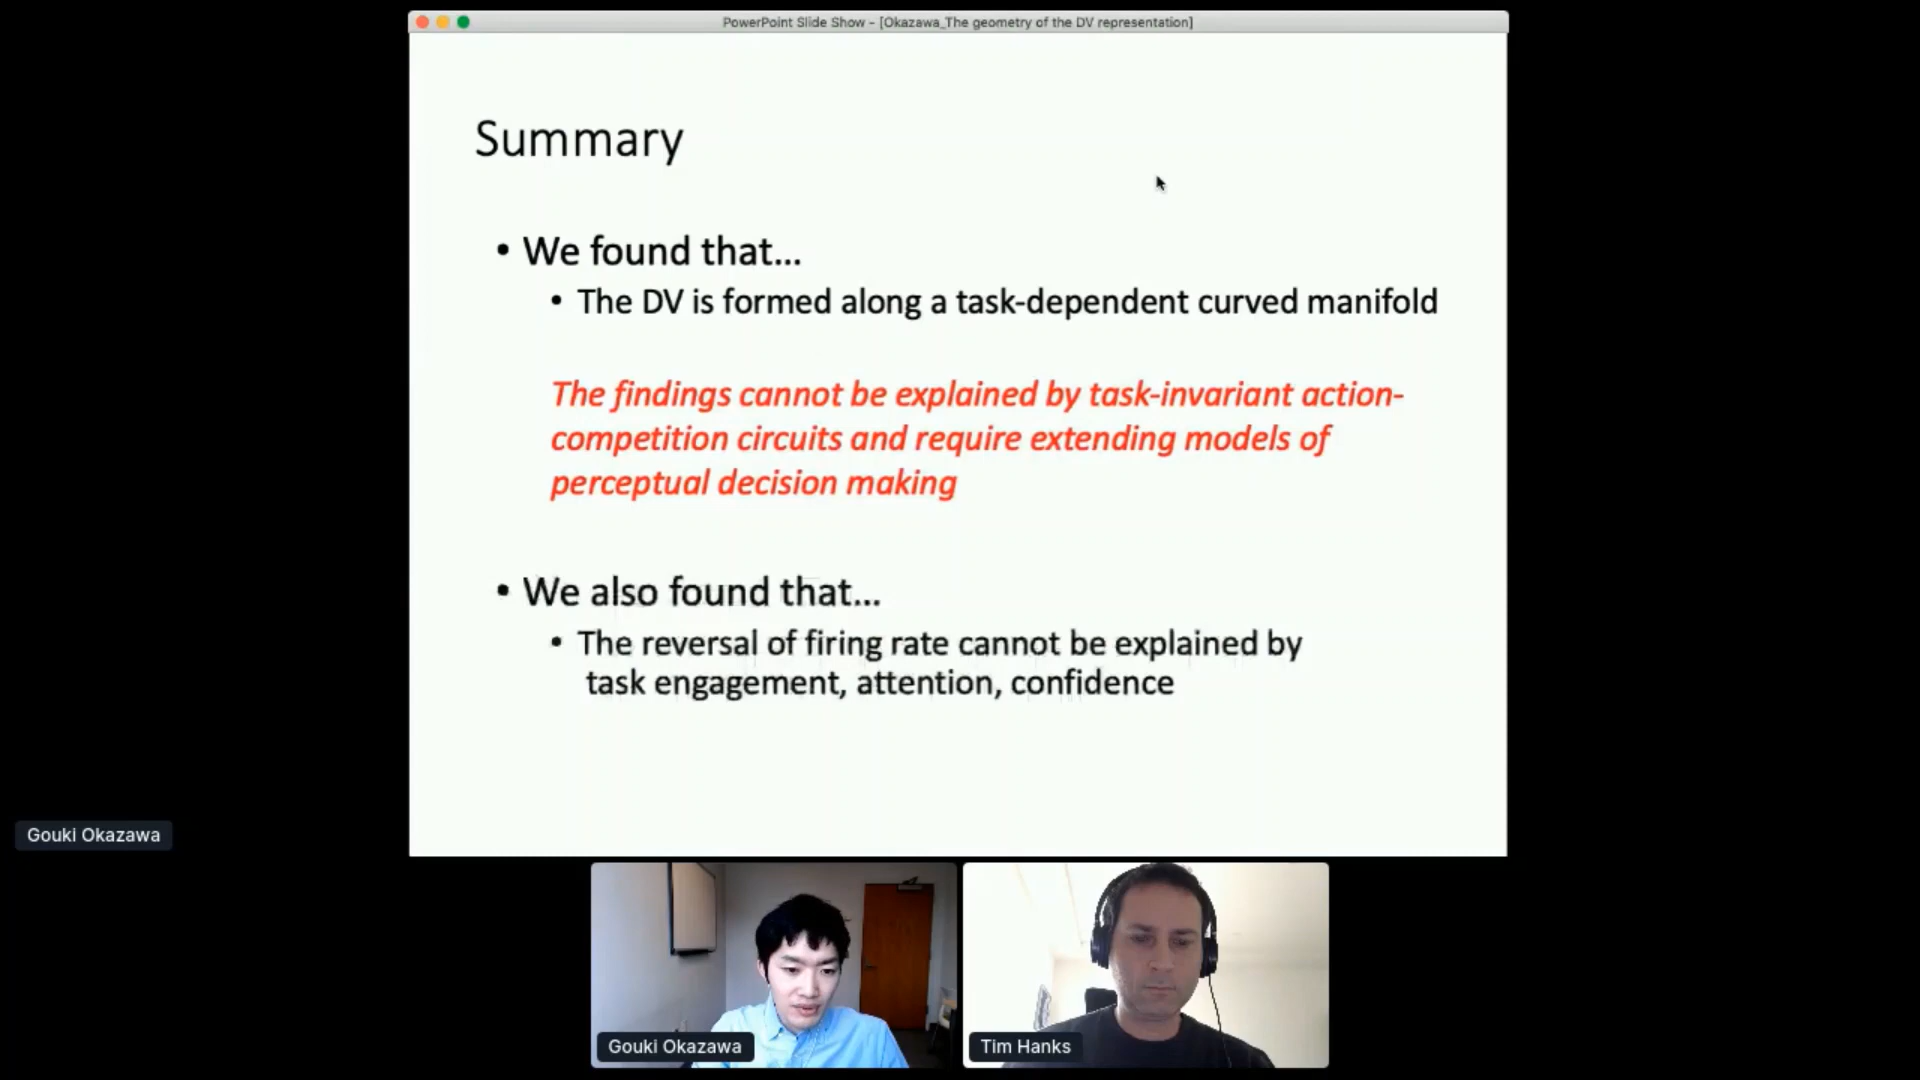 PowerPoint Slide Show - [Okazawa_The geometry of the DV representation]
Summary
• We found that...
• The DV is formed along a task-dependent curved manifold
The findings cannot be explained by task-invariant action-
competition circuits and require extending models of
perceptual decision making
• We also found that...
• The reversal of firing rate cannot be explained by
task engagement, attention, confidence
Gouki Okazawa
Gouki Okazawa
Tim Hanks